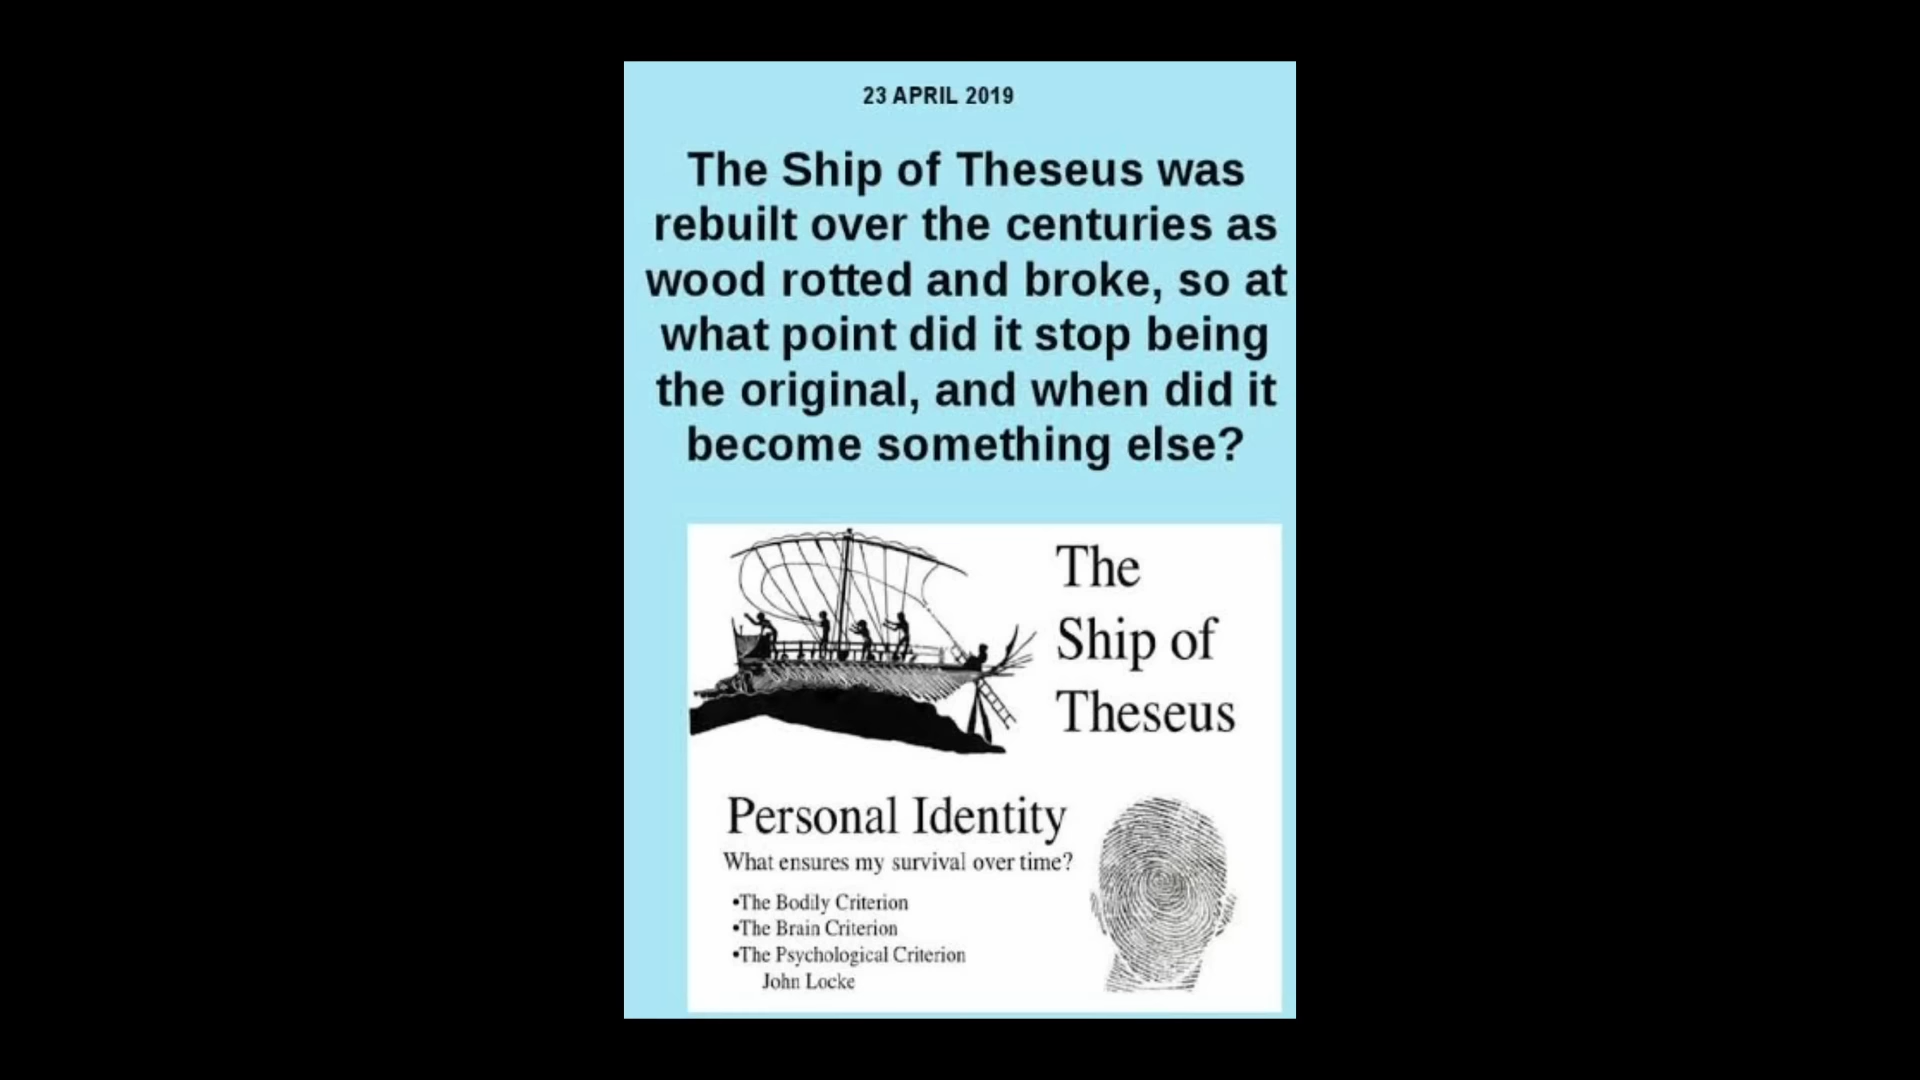 23 APRIL 2019
The Ship of Theseus was
rebuilt over the centuries as
wood rotted and broke, so at
what point did it stop being
the original, and when did it
become something else?
The
Ship of
Theseus
Personal Identity
What ensures my survival over time?
•The Bodily Criterion
•The Brain Criterion
•The Psychological Criterion
John Locke